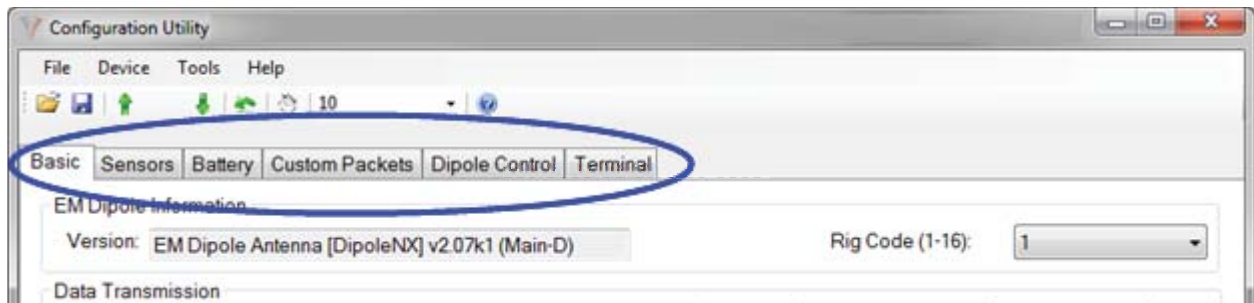 Configuration Utility
File Device Tools Help
10
Basic Sensors Battery Custom Packets Dipole Control Terminal
EM Dipole Information
Version: EM Dipole Antenna [DipoleNX] v2.07k1 (Main-D) Rig Code (1-16): 1
Data Transmission